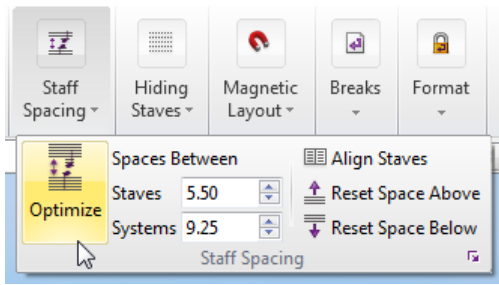 Staff Spacing
Hiding Staves
Magnetic Layout
Breaks
Format
Optimize
Spaces Between
Staves 5.50
Systems 9.25
Align Staves
Reset Space Above
Reset Space Below
Staff Spacing